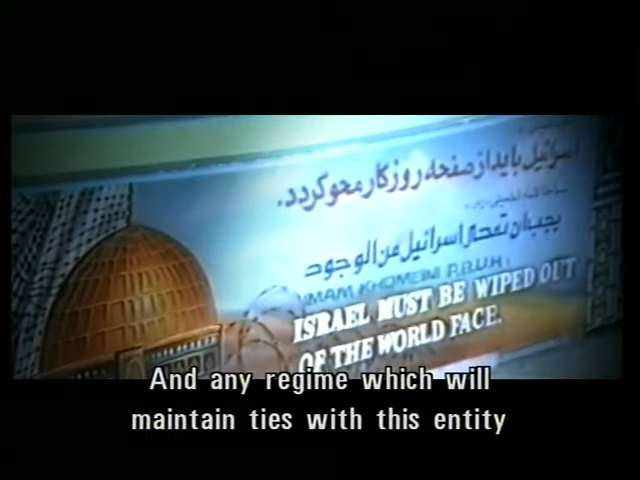 اسرائیل باید از صفحه روزگار محو گردد.
يجب ان تمحى اسرائيل من الوجود
IMAM KHOMEINI P.B.U.H:
ISRAEL MUST BE WIPED OUT
OF THE WORLD FACE.
And any regime which will
maintain ties with this entity